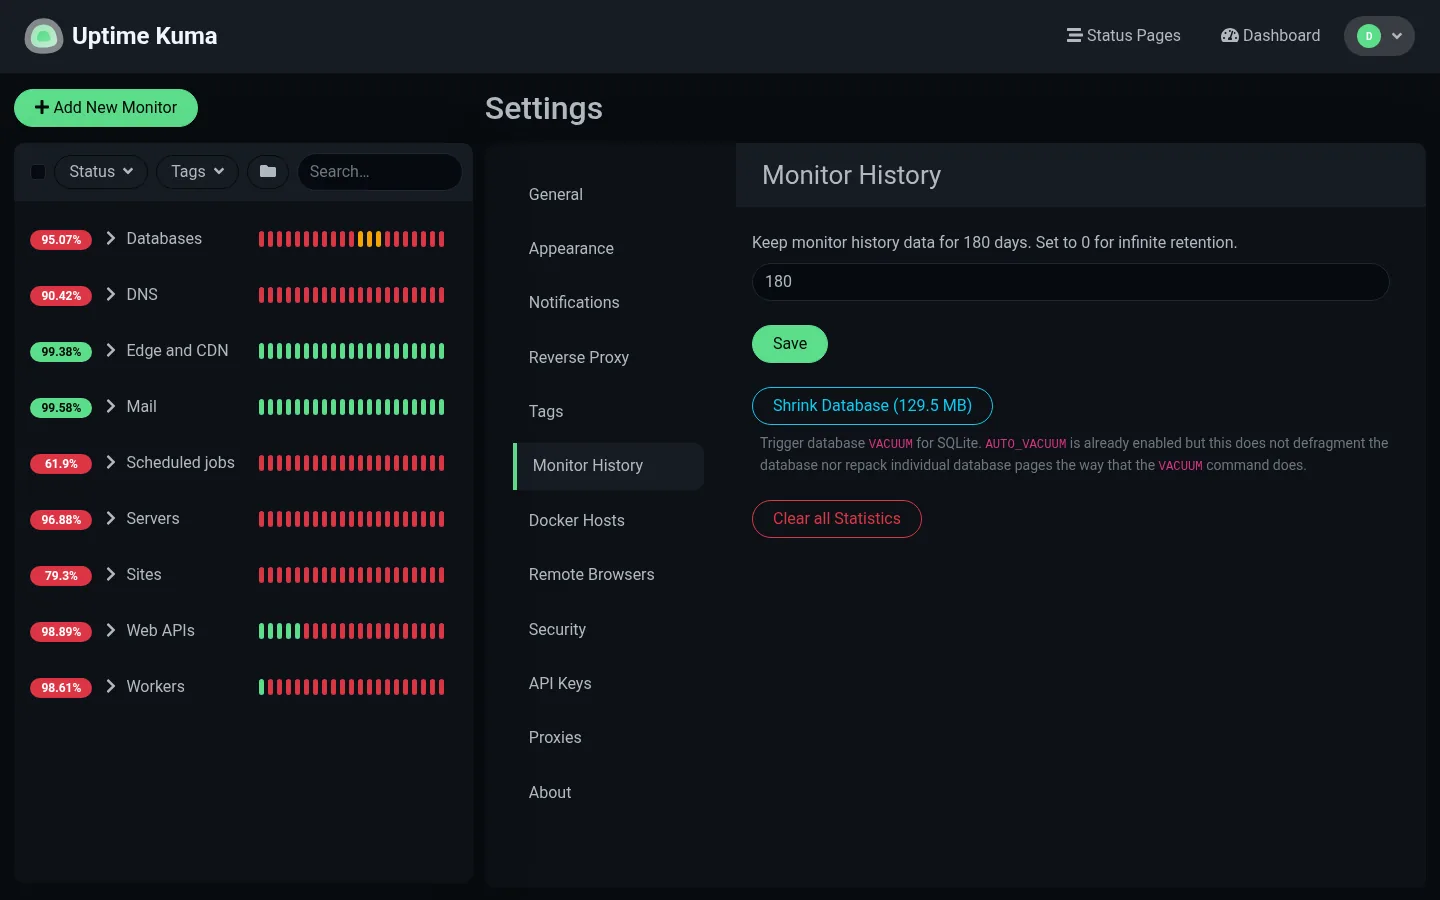 Uptime Kuma
Status Pages
Dashboard
D
Add New Monitor
Status
Tags
Search...
95.07% Databases
90.42% DNS
99.38% Edge and CDN
99.58% Mail
61.9% Scheduled jobs
96.88% Servers
79.3% Sites
98.89% Web APIs
98.61% Workers
Settings
General
Appearance
Notifications
Reverse Proxy
Tags
Monitor History
Docker Hosts
Remote Browsers
Security
API Keys
Proxies
About
Monitor History
Keep monitor history data for 180 days. Set to 0 for infinite retention.
180
Save
Shrink Database (129.5 MB)
Trigger database VACUUM for SQLite. AUTO_VACUUM is already enabled but this does not defragment the
database nor repack individual database pages the way that the VACUUM command does.
Clear all Statistics